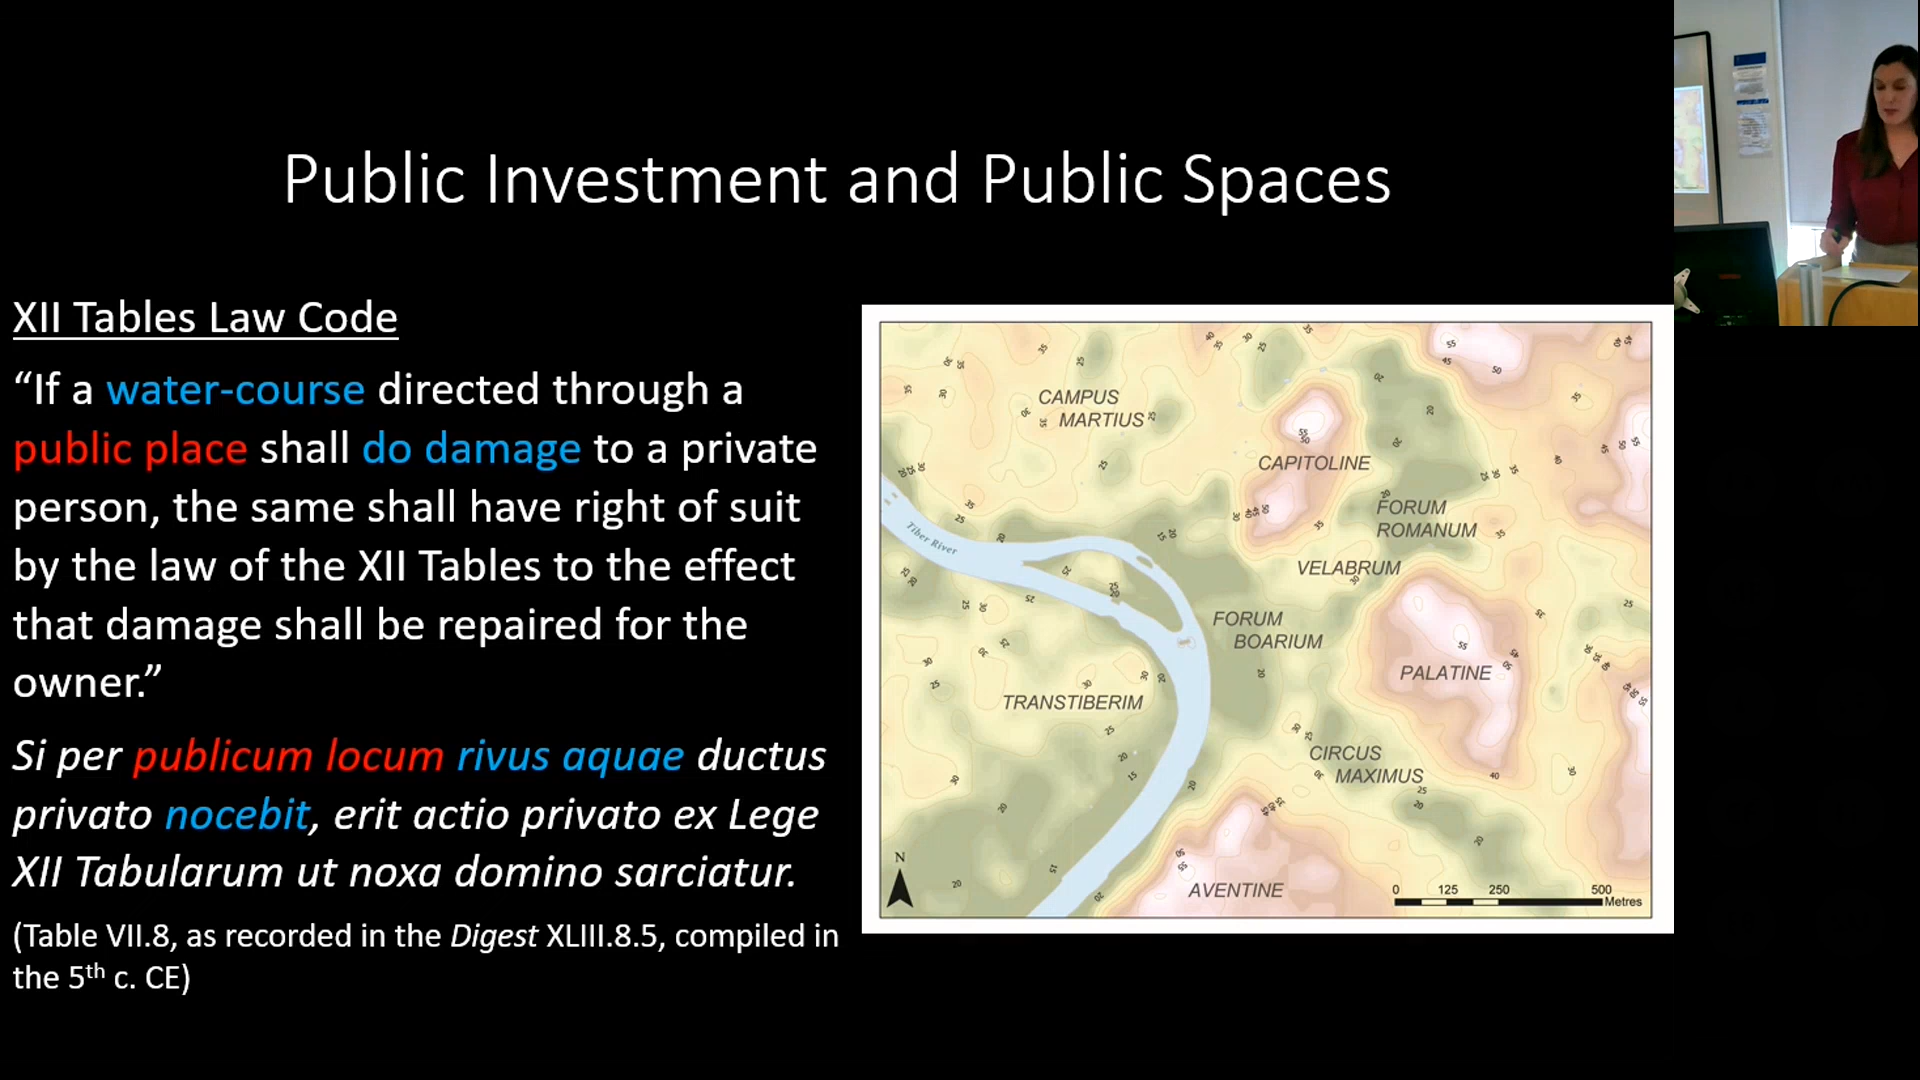 Public Investment and Public Spaces
XII Tables Law Code
“If a water-course directed through a
public place shall do damage to a private
person, the same shall have right of suit
by the law of the XII Tables to the effect
that damage shall be repaired for the
owner.”
Si per publicum locum rivus aquae ductus
privato nocebit, erit actio privato ex Lege
XII Tabularum ut noxa domino sarciatur.
(Table VII.8, as recorded in the Digest XLIII.8.5, compiled in
the 5th c. CE)
CAMPUS
MARTIUS
CAPITOLINE
FORUM
ROMANUM
Tiber River
VELABRUM
FORUM
BOARIUM
PALATINE
TRANSTIBERIM
CIRCUS
MAXIMUS
AVENTINE
N
0 125 250 500
Metres